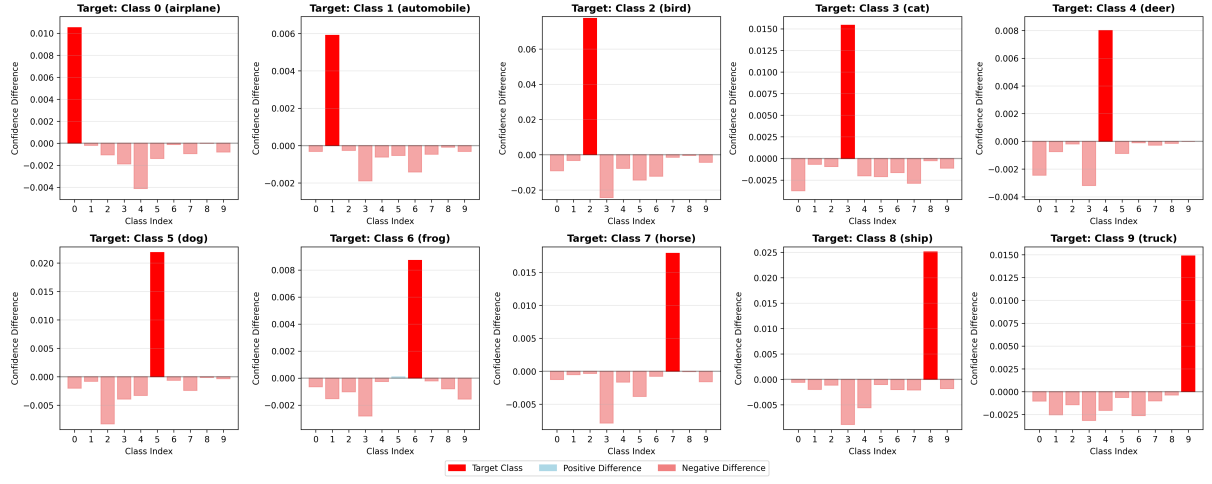 Target: Class 0 (airplane)
Confidence Difference
0.010
0.008
0.006
0.004
0.002
0.000
−0.002
−0.004
0 1 2 3 4 5 6 7 8 9
Class Index
Target: Class 1 (automobile)
Confidence Difference
0.006
0.004
0.002
0.000
−0.002
0 1 2 3 4 5 6 7 8 9
Class Index
Target: Class 2 (bird)
Confidence Difference
0.06
0.04
0.02
0.00
−0.02
0 1 2 3 4 5 6 7 8 9
Class Index
Target: Class 3 (cat)
Confidence Difference
0.0150
0.0125
0.0100
0.0075
0.0050
0.0025
0.0000
−0.0025
0 1 2 3 4 5 6 7 8 9
Class Index
Target: Class 4 (deer)
Confidence Difference
0.008
0.006
0.004
0.002
0.000
−0.002
−0.004
0 1 2 3 4 5 6 7 8 9
Class Index
Target: Class 5 (dog)
Confidence Difference
0.020
0.015
0.010
0.005
0.000
−0.005
0 1 2 3 4 5 6 7 8 9
Class Index
Target: Class 6 (frog)
Confidence Difference
0.008
0.006
0.004
0.002
0.000
−0.002
0 1 2 3 4 5 6 7 8 9
Class Index
Target: Class 7 (horse)
Confidence Difference
0.015
0.010
0.005
0.000
−0.005
0 1 2 3 4 5 6 7 8 9
Class Index
Target: Class 8 (ship)
Confidence Difference
0.025
0.020
0.015
0.010
0.005
0.000
−0.005
0 1 2 3 4 5 6 7 8 9
Class Index
Target: Class 9 (truck)
Confidence Difference
0.0150
0.0125
0.0100
0.0075
0.0050
0.0025
0.0000
−0.0025
0 1 2 3 4 5 6 7 8 9
Class Index
Target Class
Positive Difference
Negative Difference